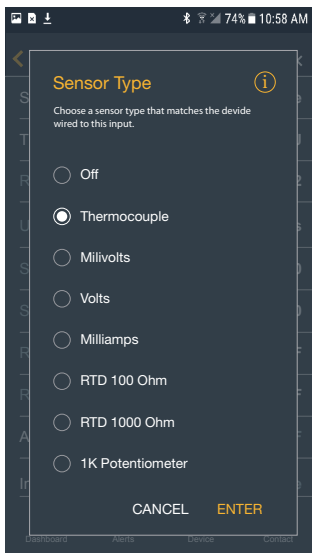 74% 10:58 AM
Sensor Type
Choose a sensor type that matches the devide
wired to this input.
Off
Thermocouple
Milivolts
Volts
Milliamps
RTD 100 Ohm
RTD 1000 Ohm
1K Potentiometer
CANCEL ENTER
Dashboard Alerts Device Contact